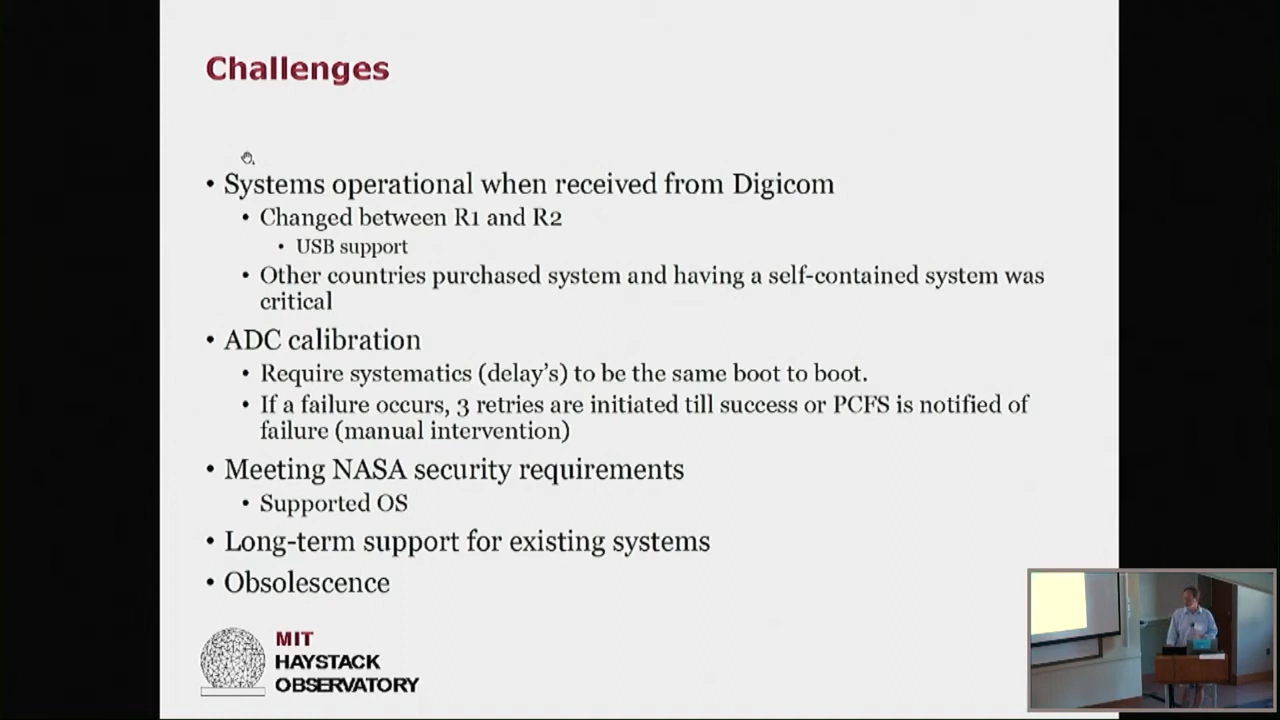 Challenges
• Systems operational when received from Digicom
• Changed between R1 and R2
• USB support
• Other countries purchased system and having a self-contained system was
critical
• ADC calibration
• Require systematics (delay's) to be the same boot to boot.
• If a failure occurs, 3 retries are initiated till success or PCFS is notified of
failure (manual intervention)
• Meeting NASA security requirements
• Supported OS
• Long-term support for existing systems
• Obsolescence
MIT
HAYSTACK
OBSERVATORY